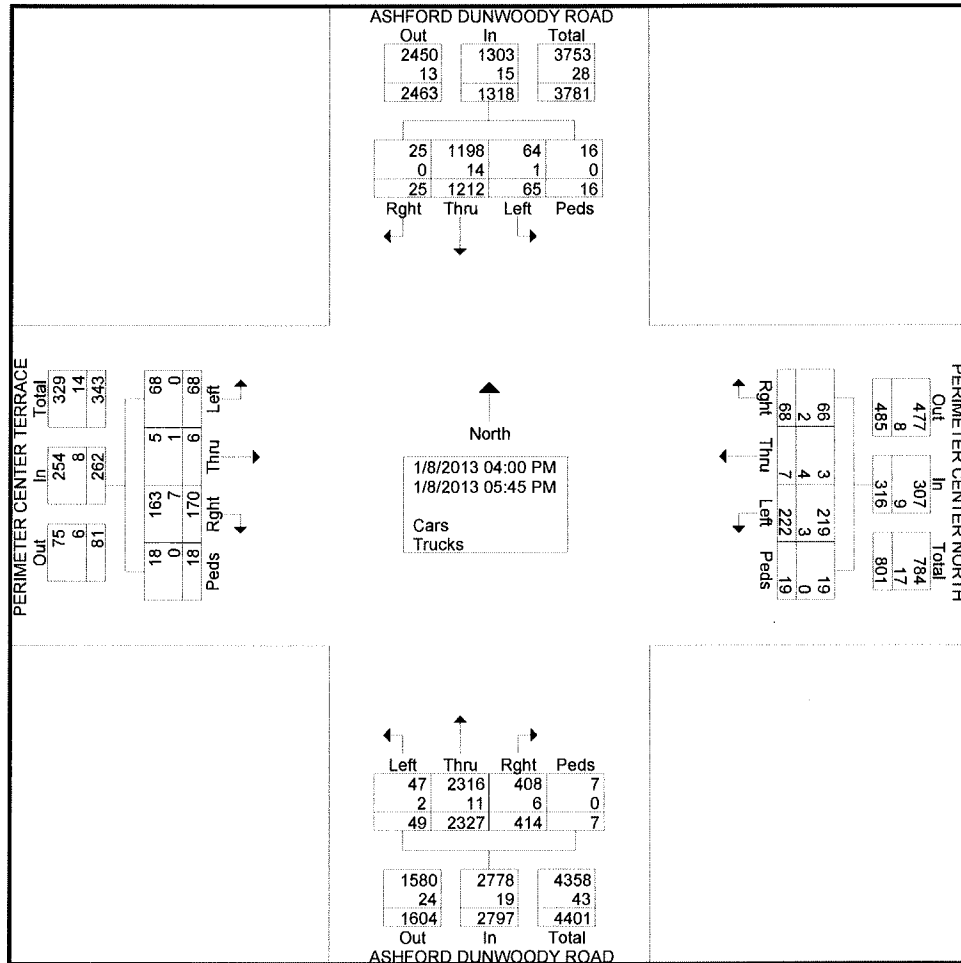 ASHFORD DUNWOODY ROAD
Out In Total
2450 1303 3753
13 15 28
2463 1318 3781
25 1198 64 16
0 14 1 0
25 1212 65 16
Rght Thru Left Peds
PERIMETER CENTER TERRACE
Total In Out
329 254 75
14 8 6
343 262 81
68 5 163 18
0 1 7 0
68 6 170 18
Left Thru Rght Peds
North
1/8/2013 04:00 PM
1/8/2013 05:45 PM
Cars
Trucks
PERIMETER CENTER NORTH
Out In Total
477 307 784
8 9 17
485 316 801
66 3 219 19
2 4 3 0
68 7 222 19
Rght Thru Left Peds
Left Thru Rght Peds
47 2316 408 7
2 11 6 0
49 2327 414 7
1580 2778 4358
24 19 43
1604 2797 4401
Out In Total
ASHFORD DUNWOODY ROAD